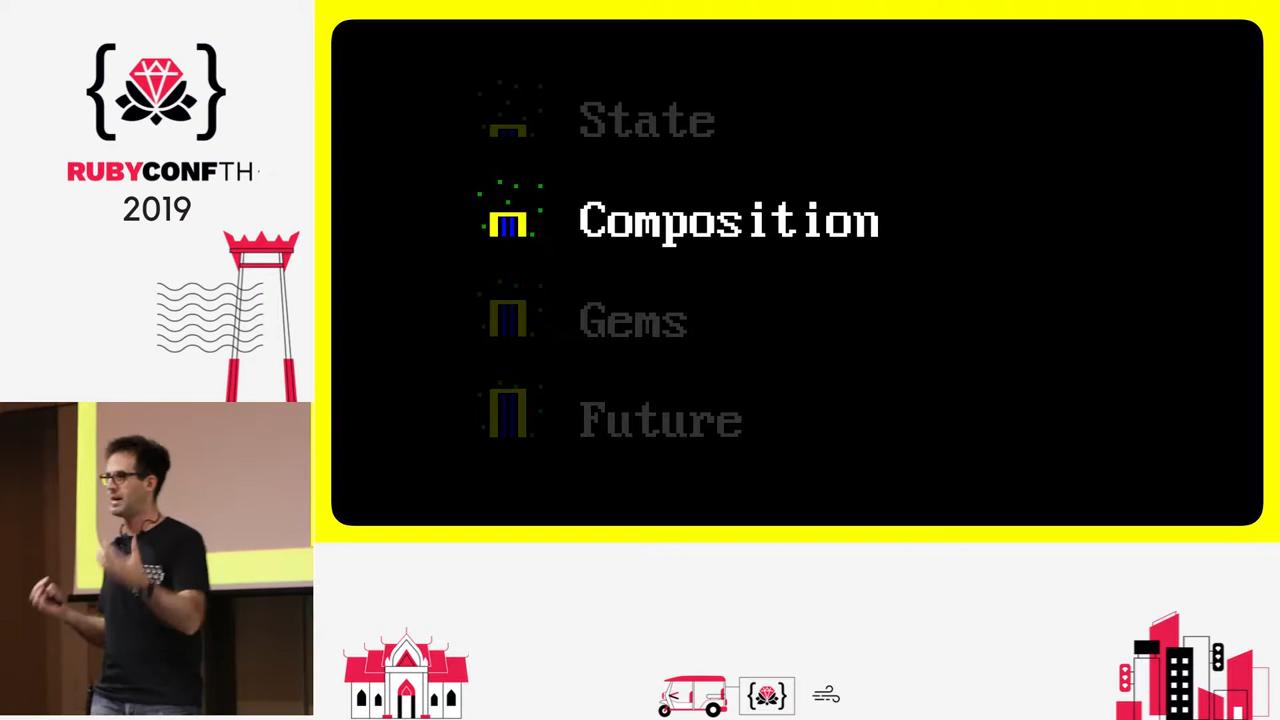 RUBYCONFTH
2019
State
Composition
Gems
Future